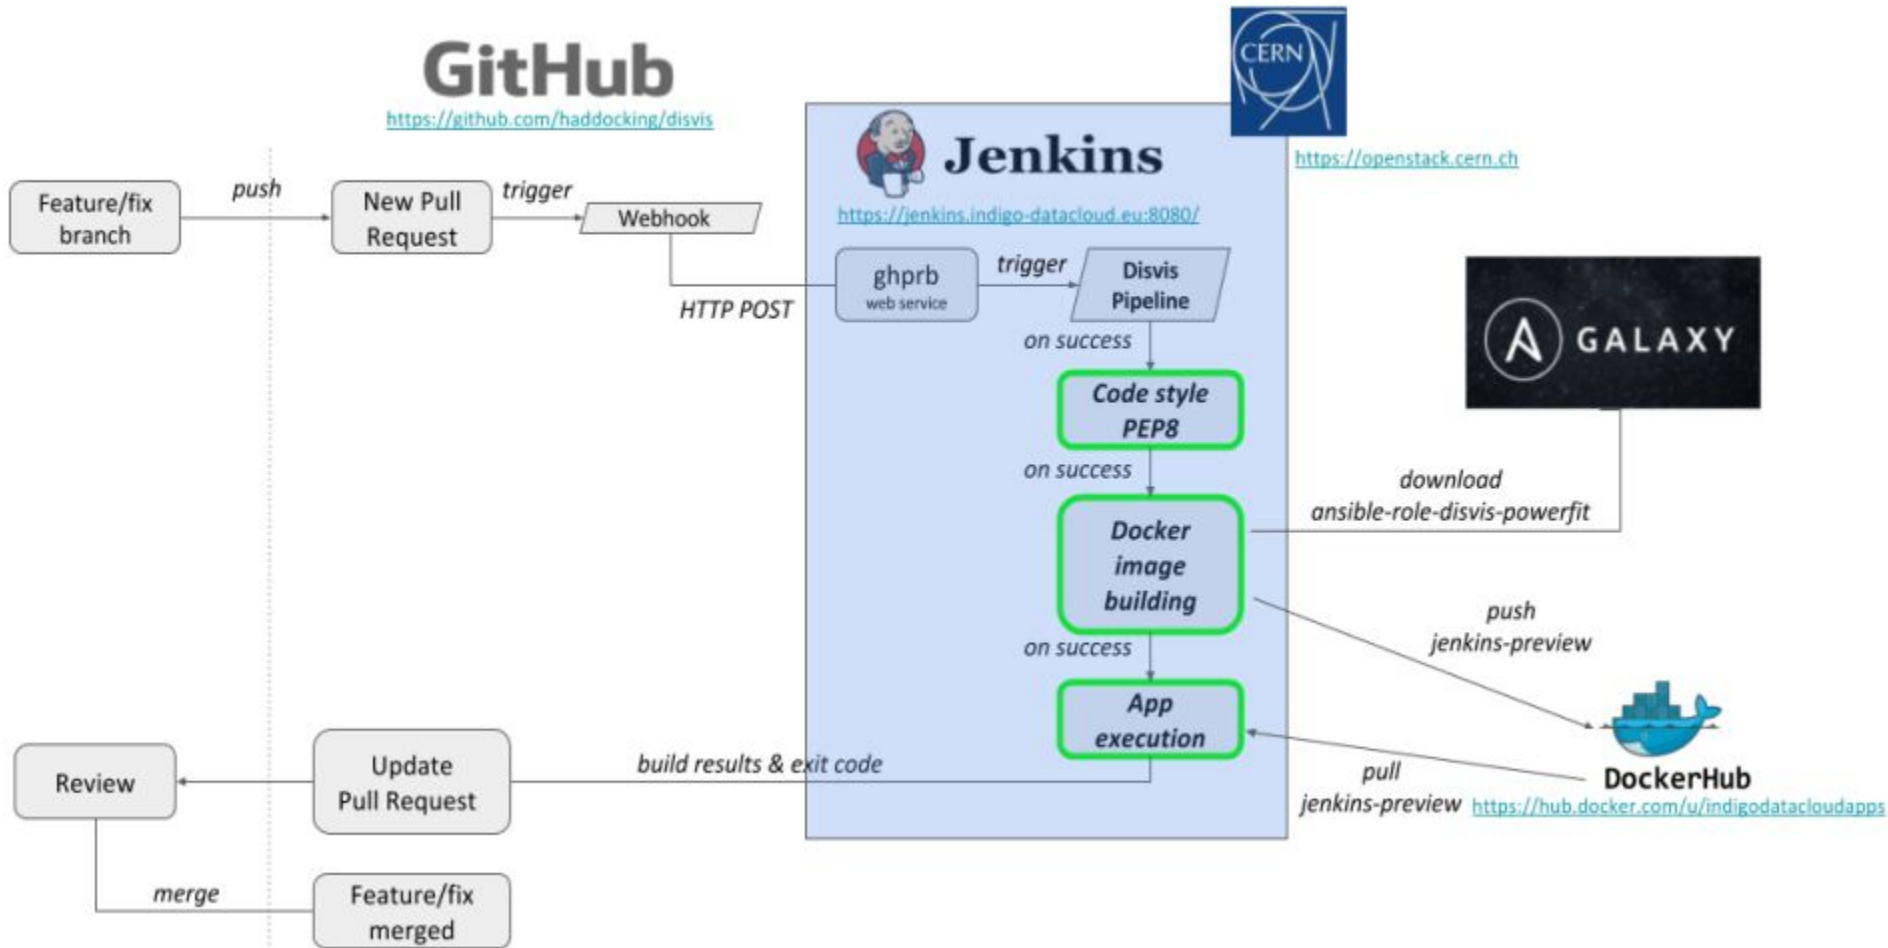 GitHub
https://github.com/haddocking/disvis
CERN
https://openstack.cern.ch
Jenkins
https://jenkins.indigo-datacloud.eu:8080/
Feature/fix
branch
push
New Pull
Request
trigger
Webhook
HTTP POST
ghprb
web service
trigger
Disvis
Pipeline
on success
Code style
PEP8
on success
Docker
image
building
on success
App
execution
A GALAXY
download
ansible-role-disvis-powerfit
push
jenkins-preview
DockerHub
https://hub.docker.com/u/indigodatacloudapps
pull
jenkins-preview
build results & exit code
Update
Pull Request
Review
merge
Feature/fix
merged